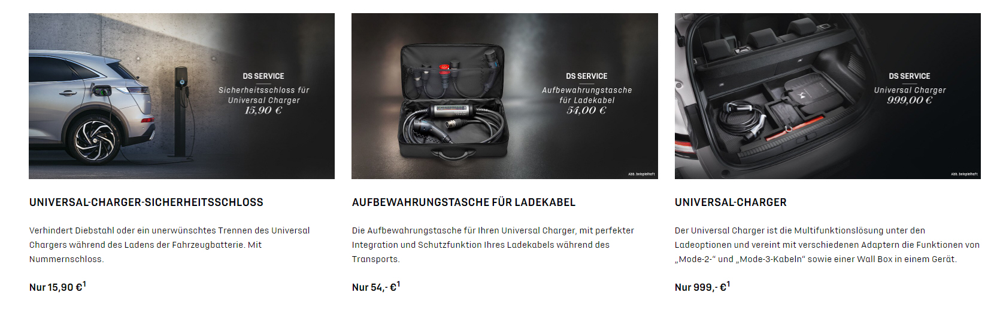 DS SERVICE
Sicherheitsschloss für
Universal Charger
15,90 €
DS SERVICE
Aufbewahrungstasche
für Ladekabel
54,00 €
Abb. beispielhaft
DS SERVICE
Universal Charger
999,00 €
Abb. beispielhaft
UNIVERSAL-CHARGER-SICHERHEITSSCHLOSS
Verhindert Diebstahl oder ein unerwünschtes Trennen des Universal
Chargers während des Ladens der Fahrzeugbatterie. Mit
Nummernschloss.
Nur 15,90 €¹
AUFBEWAHRUNGSTASCHE FÜR LADEKABEL
Die Aufbewahrungstasche für Ihren Universal Charger, mit perfekter
Integration und Schutzfunktion Ihres Ladekabels während des
Transports.
Nur 54,- €¹
UNIVERSAL-CHARGER
Der Universal Charger ist die Multifunktionslösung unter den
Ladeoptionen und vereint mit verschiedenen Adaptern die Funktionen von
„Mode-2-“ und „Mode-3-Kabeln“ sowie einer Wall Box in einem Gerät.
Nur 999,- €¹